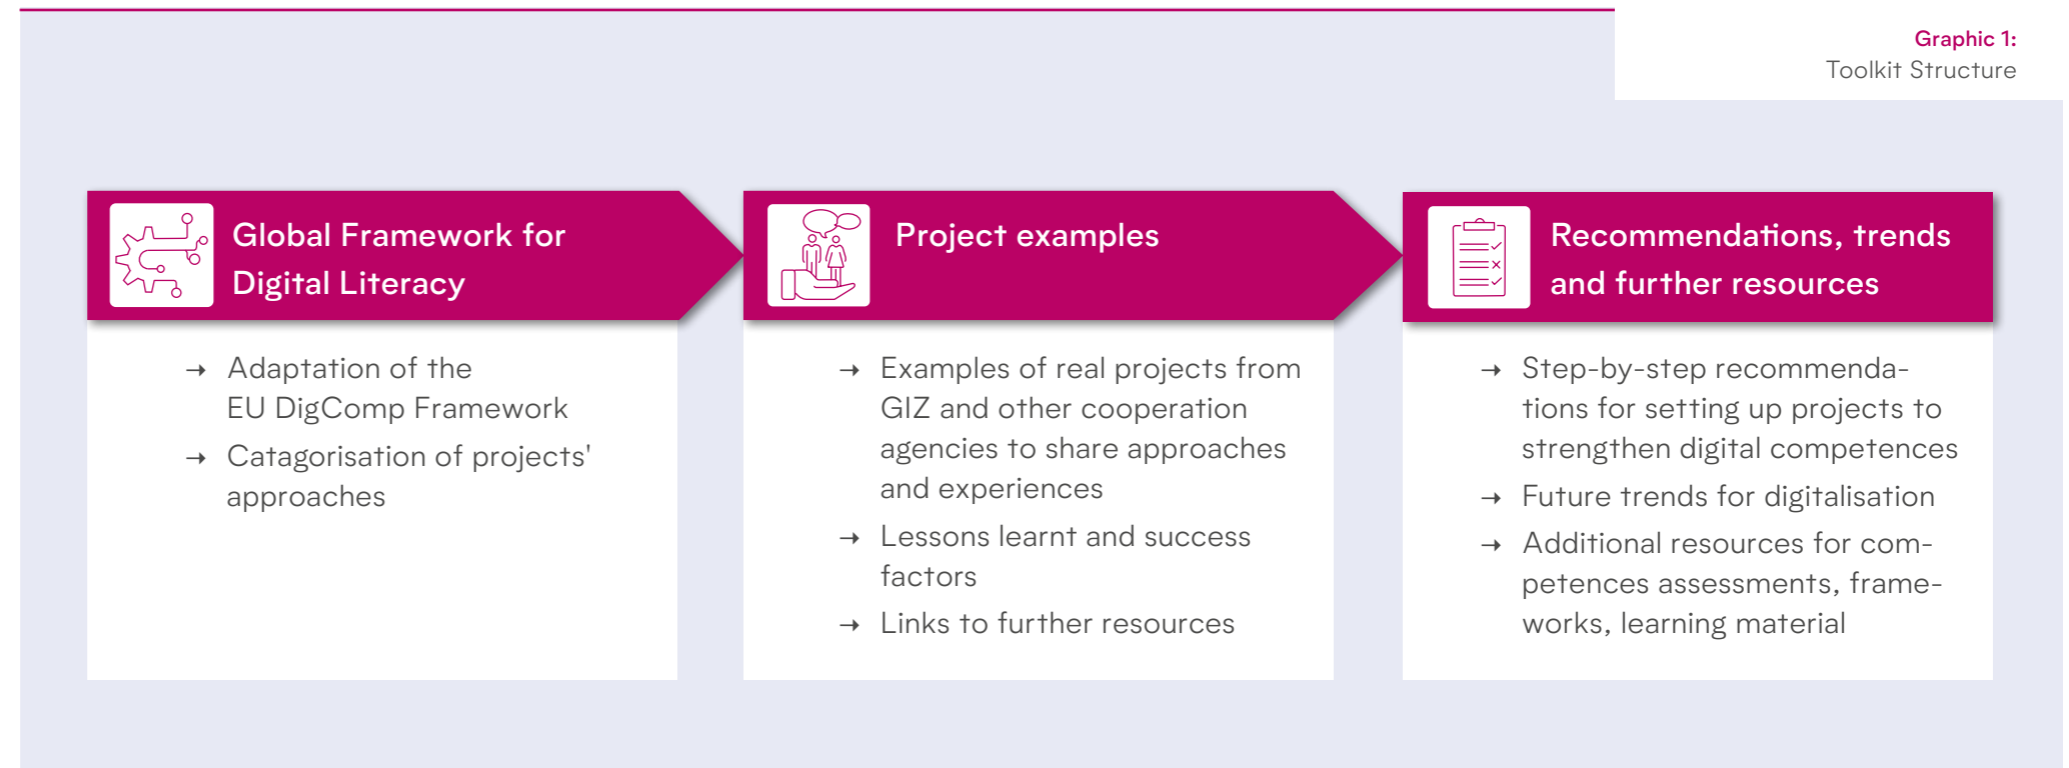 Graphic 1:
Toolkit Structure
Global Framework for
Digital Literacy
→ Adaptation of the
EU DigComp Framework
→ Catagorisation of projects'
approaches
Project examples
→ Examples of real projects from
GIZ and other cooperation
agencies to share approaches
and experiences
→ Lessons learnt and success
factors
→ Links to further resources
Recommendations, trends
and further resources
→ Step-by-step recommenda-
tions for setting up projects to
strengthen digital competences
→ Future trends for digitalisation
→ Additional resources for com-
petences assessments, frame-
works, learning material